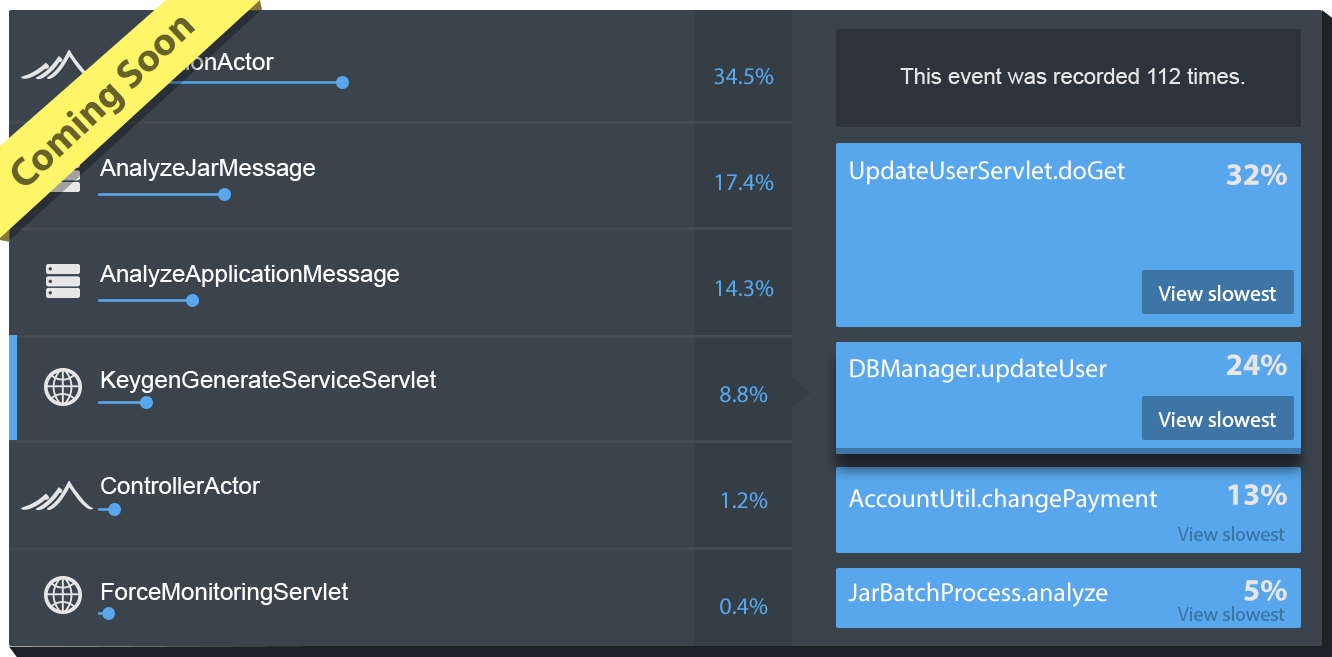 Coming Soon
onActor
34.5%
AnalyzeJarMessage
17.4%
AnalyzeApplicationMessage
14.3%
KeygenGenerateServiceServlet
8.8%
ControllerActor
1.2%
ForceMonitoringServlet
0.4%
This event was recorded 112 times.
UpdateUserServlet.doGet
32%
View slowest
DBManager.updateUser
24%
View slowest
AccountUtil.changePayment
13%
View slowest
JarBatchProcess.analyze
5%
View slowest